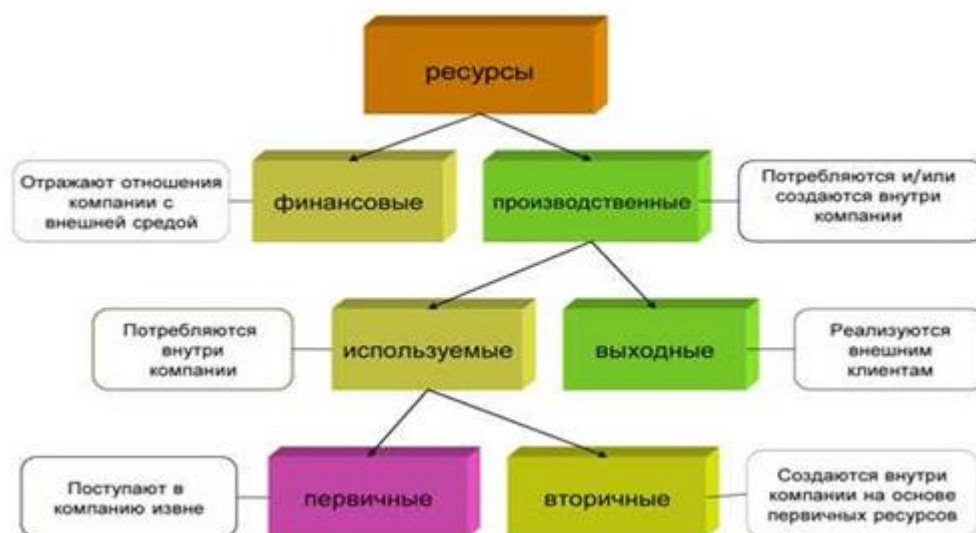 ресурсы
Отражают отношения
компании с
внешней средой
финансовые
производственные
Потребляются и/или
создаются внутри
компании
Потребляются
внутри
компании
используемые
выходные
Реализуются
внешним
клиентам
Поступают в
компанию извне
первичные
вторичные
Создаются внутри
компании на основе
первичных ресурсов